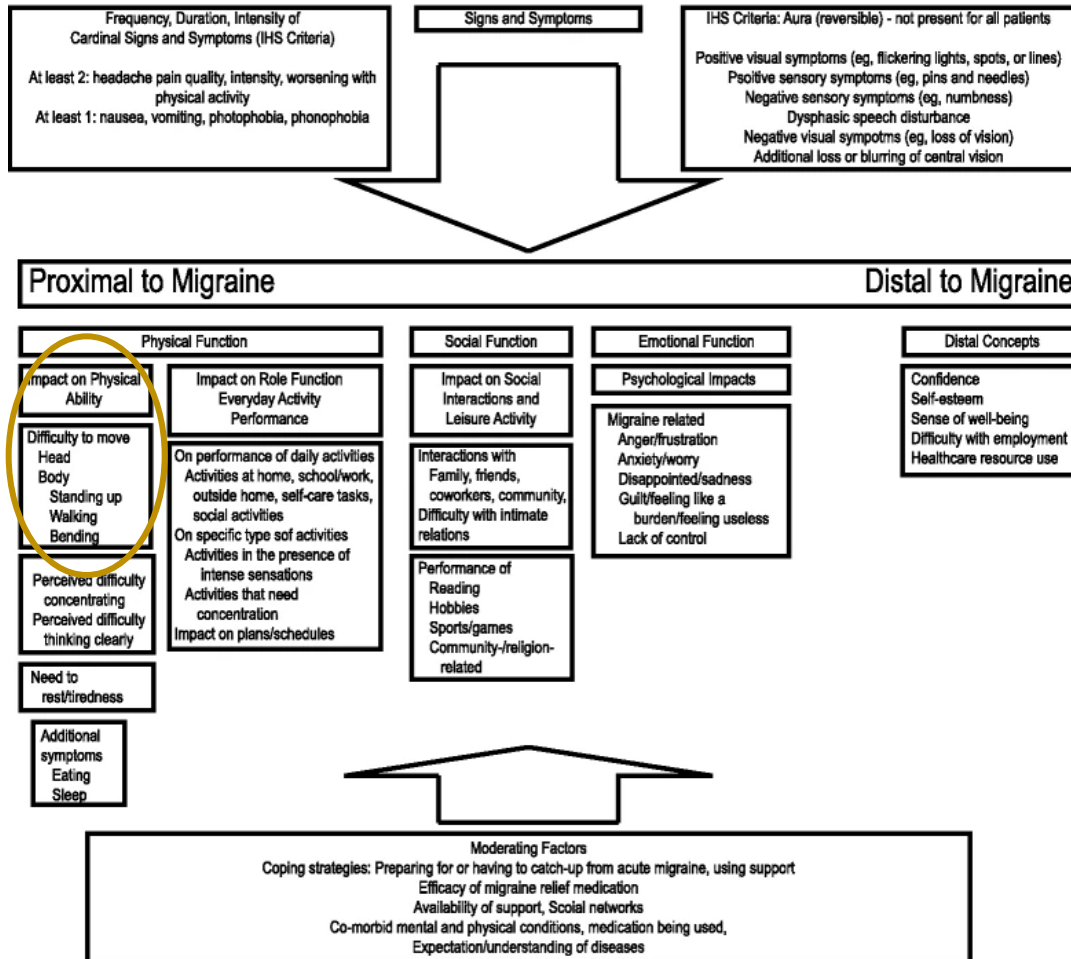 Frequency, Duration, Intensity of
Cardinal Signs and Symptoms (IHS Criteria)
At least 2: headache pain quality, intensity, worsening with
physical activity
At least 1: nausea, vomiting, photophobia, phonophobia
Signs and Symptoms
IHS Criteria: Aura (reversible) - not present for all patients
Positive visual symptoms (eg, flickering lights, spots, or lines)
Psoitive sensory symptoms (eg, pins and needles)
Negative sensory symptoms (eg, numbness)
Dysphasic speech disturbance
Negative visual sympotms (eg, loss of vision)
Additional loss or blurring of central vision
Proximal to Migraine
Distal to Migraine
Physical Function
Impact on Physical
Ability
Difficulty to move
Head
Body
Standing up
Walking
Bending
Perceived difficulty
concentrating
Perceived difficulty
thinking clearly
Need to
rest/tiredness
Additional
symptoms
Eating
Sleep
Impact on Role Function
Everyday Activity
Performance
On performance of daily activities
Activities at home, school/work,
outside home, self-care tasks,
social activities
On specific type sof activities
Activities in the presence of
intense sensations
Activities that need
concentration
Impact on plans/schedules
Social Function
Impact on Social
Interactions and
Leisure Activity
Interactions with
Family, friends,
coworkers, community,
Difficulty with intimate
relations
Performance of
Reading
Hobbies
Sports/games
Community-/religion-
related
Emotional Function
Psychological Impacts
Migraine related
Anger/frustration
Anxiety/worry
Disappointed/sadness
Guilt/feeling like a
burden/feeling useless
Lack of control
Distal Concepts
Confidence
Self-esteem
Sense of well-being
Difficulty with employment
Healthcare resource use
Moderating Factors
Coping strategies: Preparing for or having to catch-up from acute migraine, using support
Efficacy of migraine relief medication
Availability of support, Scoial networks
Co-morbid mental and physical conditions, medication being used,
Expectation/understanding of diseases